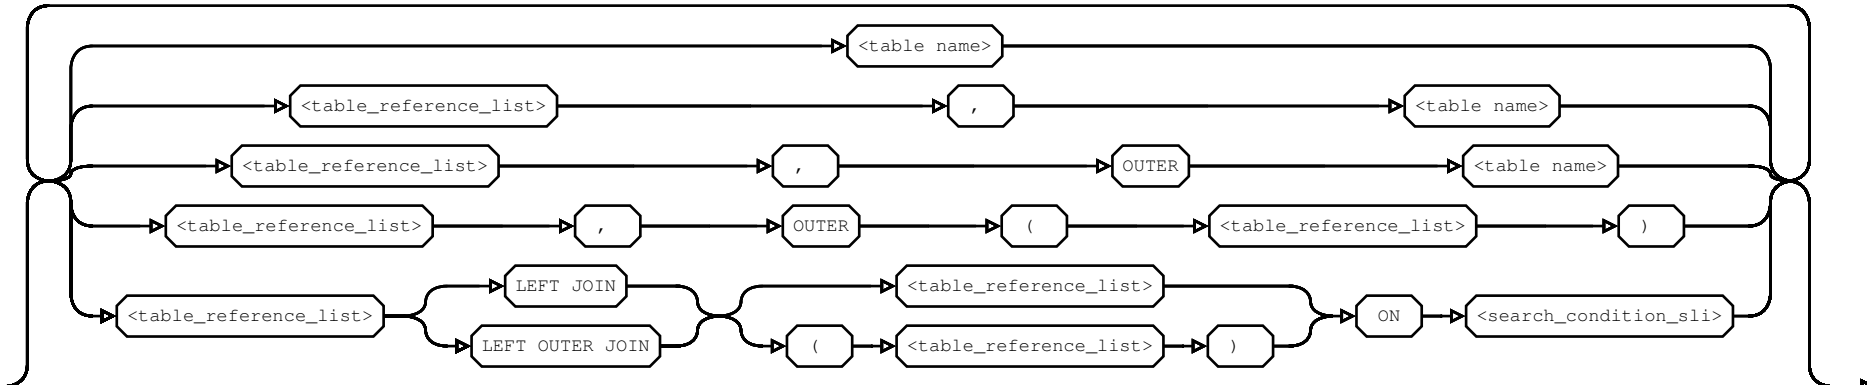 <table name>
<table_reference_list> , <table name>
<table_reference_list> , OUTER <table name>
<table_reference_list> , OUTER ( <table_reference_list> )
LEFT JOIN <table_reference_list>
<table_reference_list> ON <search_condition_sli>
LEFT OUTER JOIN ( <table_reference_list> )